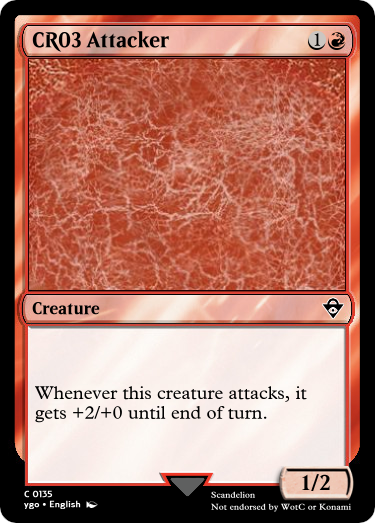 CR03 Attacker 1
Creature
Whenever this creature attacks, it
gets +2/+0 until end of turn.
1/2
C 0135
ygo • English
Scandelion
Not endorsed by WotC or Konami